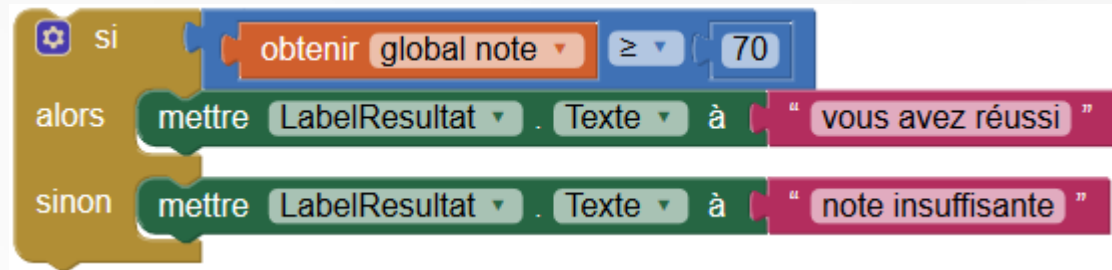 si obtenir global note ≥ 70
alors mettre LabelResultat . Texte à “ vous avez réussi ”
sinon mettre LabelResultat . Texte à “ note insuffisante ”